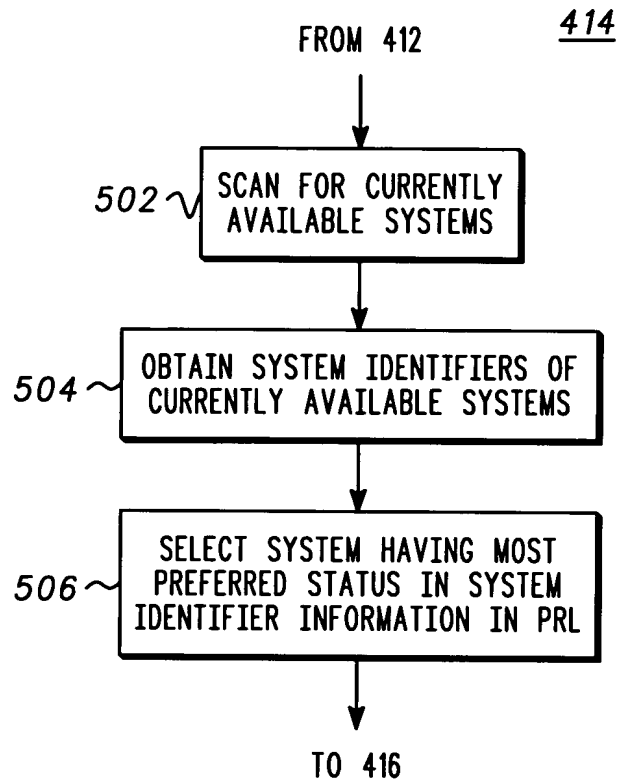 414
FROM 412
502
SCAN FOR CURRENTLY
AVAILABLE SYSTEMS
504
OBTAIN SYSTEM IDENTIFIERS OF
CURRENTLY AVAILABLE SYSTEMS
506
SELECT SYSTEM HAVING MOST
PREFERRED STATUS IN SYSTEM
IDENTIFIER INFORMATION IN PRL
TO 416